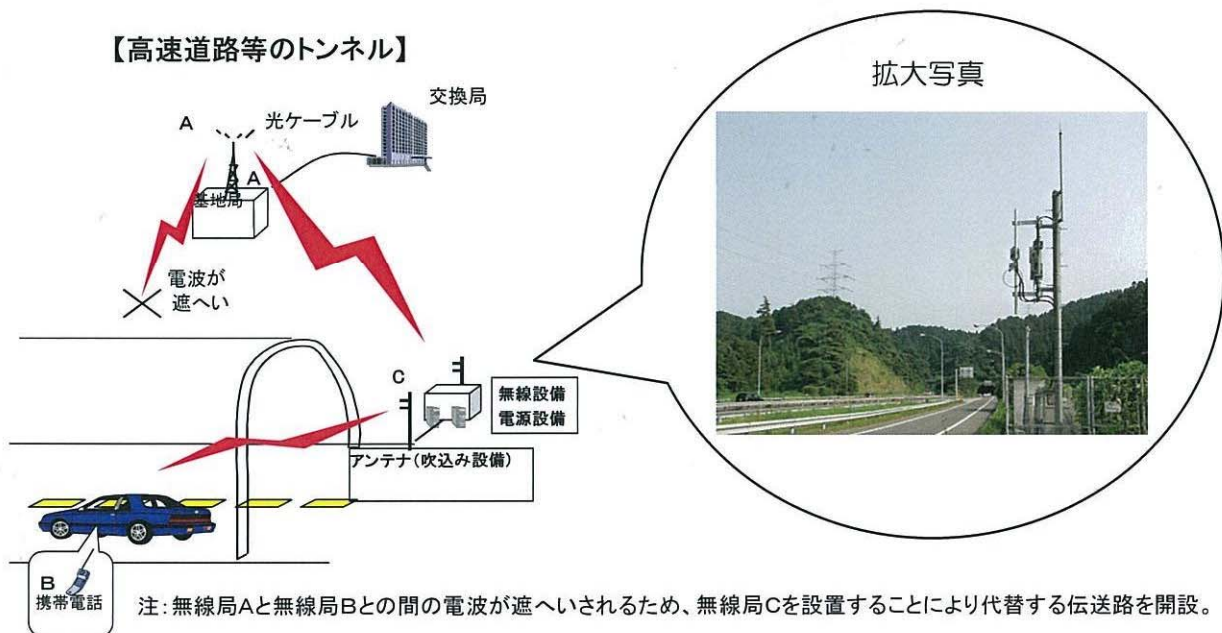 【高速道路等のトンネル】
拡大写真
交換局
A
光ケーブル
A
基地局
電波が
遮へい
C
無線設備
電源設備
アンテナ(吹込み設備)
B
携帯電話
注:無線局Aと無線局Bとの間の電波が遮へいされるため、無線局Cを設置することにより代替する伝送路を開設。